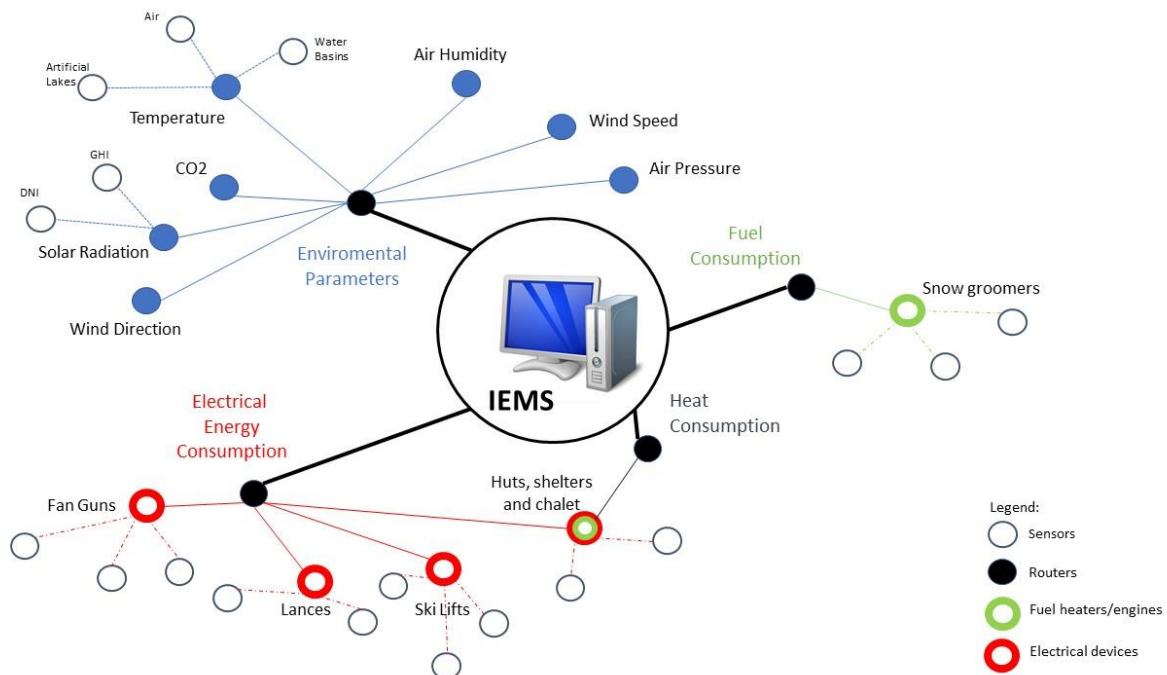 Air
Water
Basins
Artificial
Lakes
Temperature
Air Humidity
Wind Speed
Air Pressure
CO2
GHI
DNI
Solar Radiation
Wind Direction
Enviromental
Parameters
Fuel
Consumption
Snow groomers
IEMS
Heat
Consumption
Electrical
Energy
Consumption
Huts, shelters
and chalet
Fan Guns
Lances
Ski Lifts
Legend:
Sensors
Routers
Fuel heaters/engines
Electrical devices